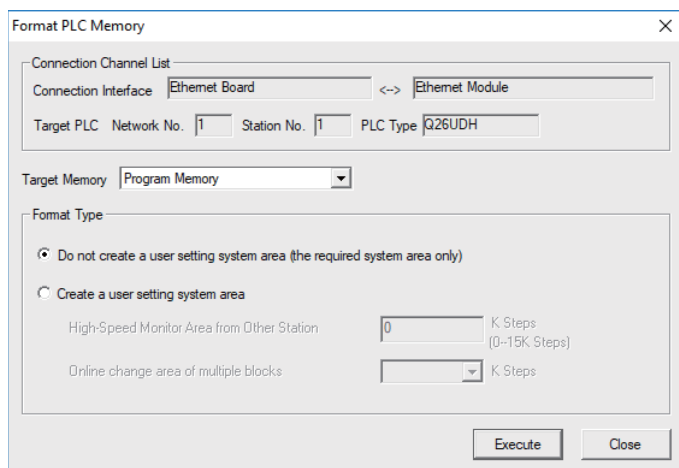 Format PLC Memory
Connection Channel List
Connection Interface Ethernet Board <--> Ethernet Module
Target PLC Network No. 1 Station No. 1 PLC Type Q26UDH
Target Memory Program Memory
Format Type
Do not create a user setting system area (the required system area only)
Create a user setting system area
High-Speed Monitor Area from Other Station 0 K Steps
(0--15K Steps)
Online change area of multiple blocks K Steps
Execute Close